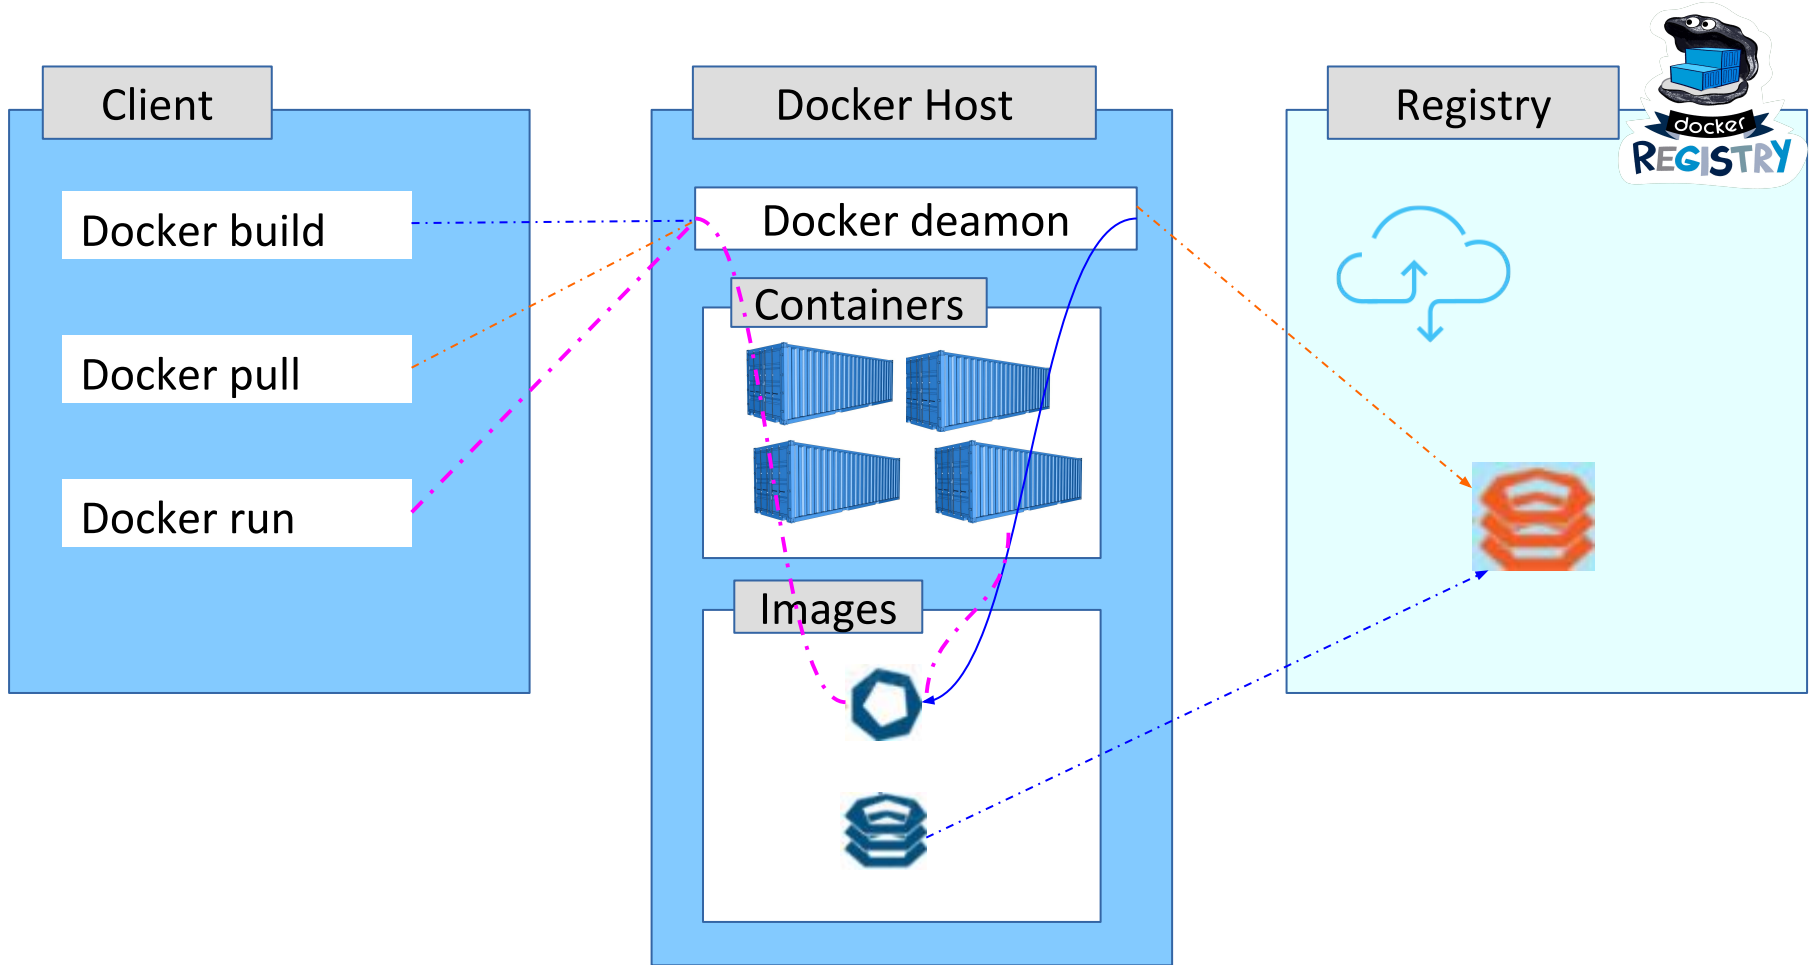 Client
Docker build
Docker pull
Docker run
Docker Host
Docker deamon
Containers
Images
Registry
docker
REGISTRY